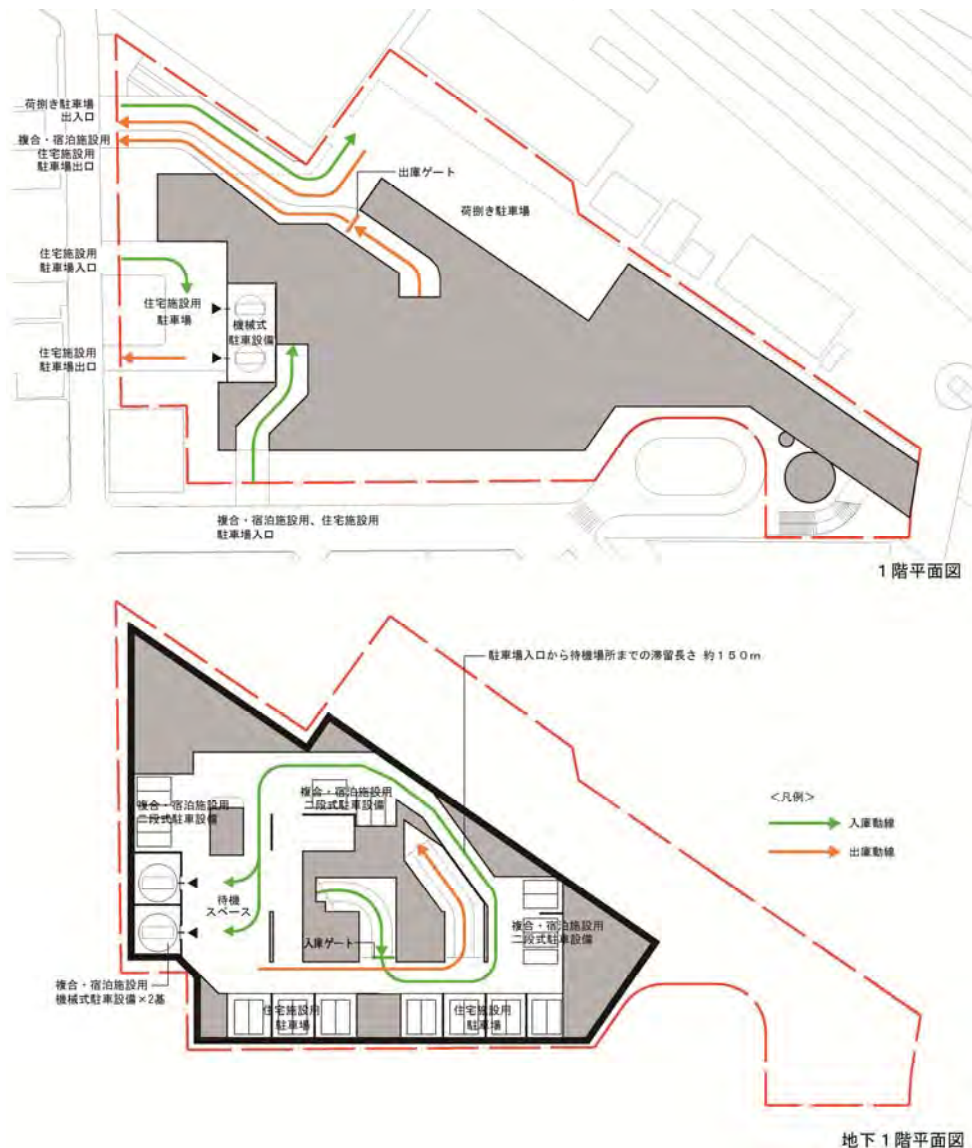 荷捌き駐車場
出入口
複合・宿泊施設用
住宅施設用
駐車場出口
出庫ゲート
荷捌き駐車場
住宅施設用
駐車場入口
住宅施設用
駐車場
機械式
駐車設備
住宅施設用
駐車場出口
複合・宿泊施設用、住宅施設用
駐車場入口
1階平面図
駐車場入口から待機場所までの滞留長さ 約150m
複合・宿泊施設用
二段式駐車設備
複合・宿泊施設用
二段式駐車設備
<凡例>
入庫動線
出庫動線
待機
スペース
複合・宿泊施設用
二段式駐車設備
入庫ゲート
複合・宿泊施設用
機械式駐車設備×2基
住宅施設用
駐車場
住宅施設用
駐車場
地下1階平面図